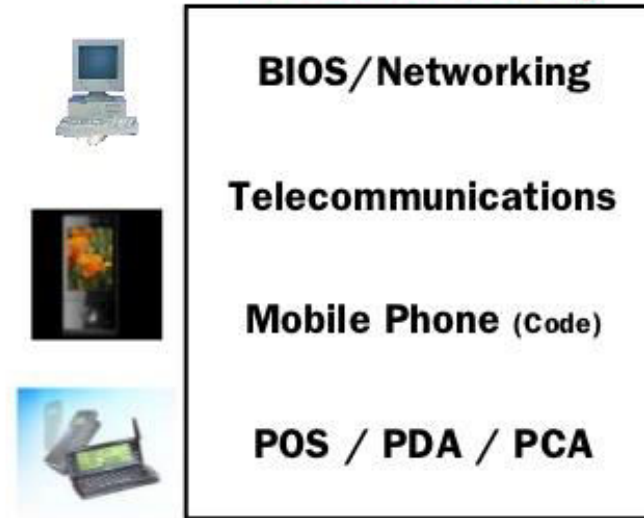 BIOS/Networking
Telecommunications
Mobile Phone (Code)
POS / PDA / PCA